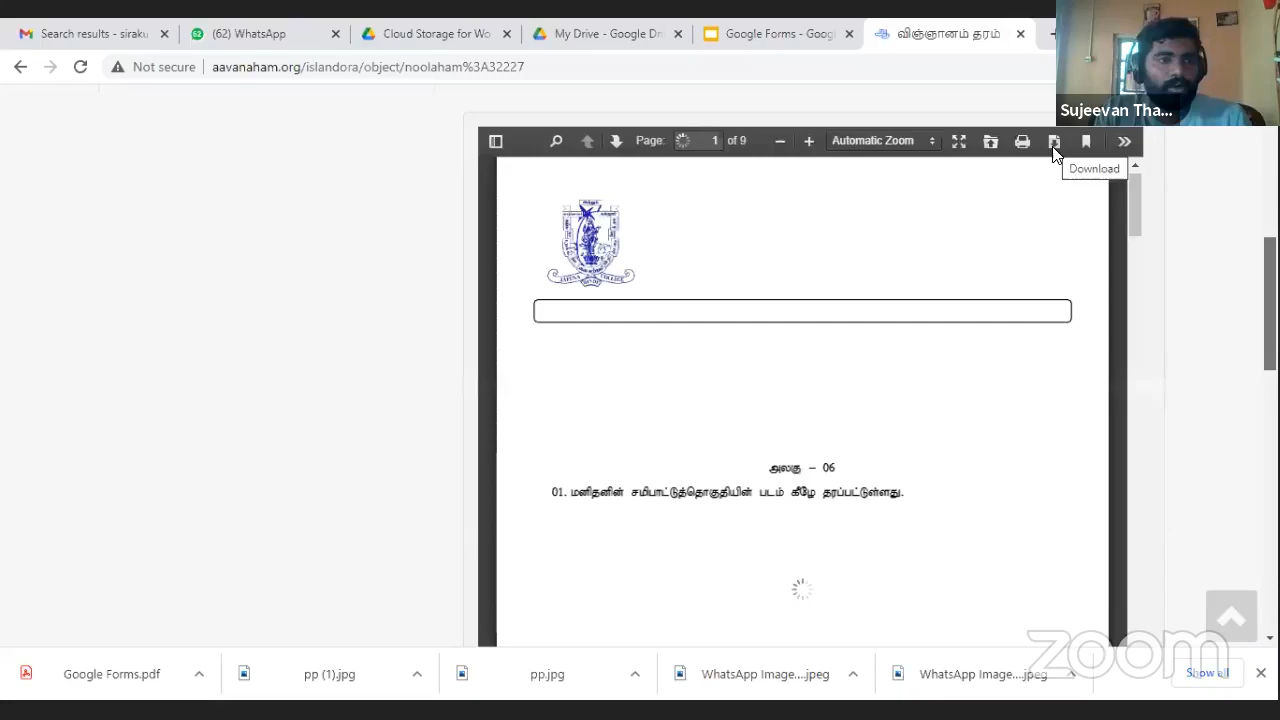 Search results - siraku
(62) WhatsApp
Cloud Storage for Wo
My Drive - Google Dri
Google Forms - Goog
விஞ்ஞானம் தரம்
Not secure
aavanaham.org/islandora/object/noolaham%3A32227
Sujeevan Tha...
Page: 1 of 9
Automatic Zoom
Download
JAFFNA COLLEGE
அலகு – 06
01. மனிதனின் சமிபாட்டுத்தொகுதியின் படம் கீழே தரப்பட்டுள்ளது.
zoom
Google Forms.pdf
pp (1).jpg
pp.jpg
WhatsApp Image....jpeg
WhatsApp Image....jpeg
Show all